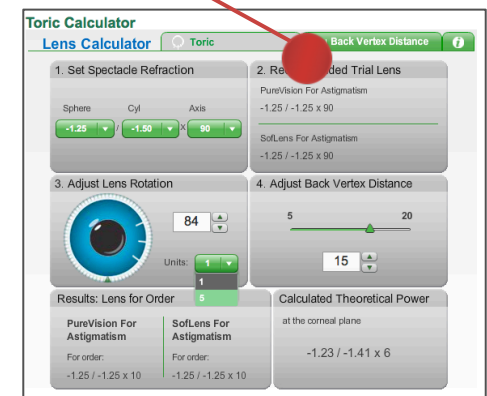 Toric Calculator
Lens Calculator Toric Back Vertex Distance i
1. Set Spectacle Refraction
Sphere Cyl Axis
-1.25 / -1.50 X 90
2. Re ded Trial Lens
PureVision For Astigmatism
-1.25 / -1.25 x 90
SofLens For Astigmatism
-1.25 / -1.25 x 90
3. Adjust Lens Rotation
84
Units: 1
1
5
4. Adjust Back Vertex Distance
5 20
15
Results: Lens for Order
PureVision For
Astigmatism
For order:
-1.25 / -1.25 x 10
SofLens For
Astigmatism
For order:
-1.25 / -1.25 x 10
Calculated Theoretical Power
at the corneal plane
-1.23 / -1.41 x 6